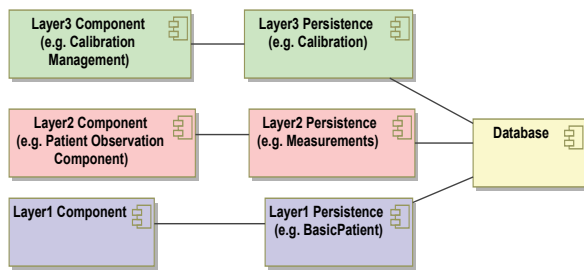 Layer3 Component
(e.g. Calibration
Management)
Layer3 Persistence
(e.g. Calibration)
Layer2 Component
(e.g. Patient Observation
Component)
Layer2 Persistence
(e.g. Measurements)
Database
Layer1 Component
Layer1 Persistence
(e.g. BasicPatient)